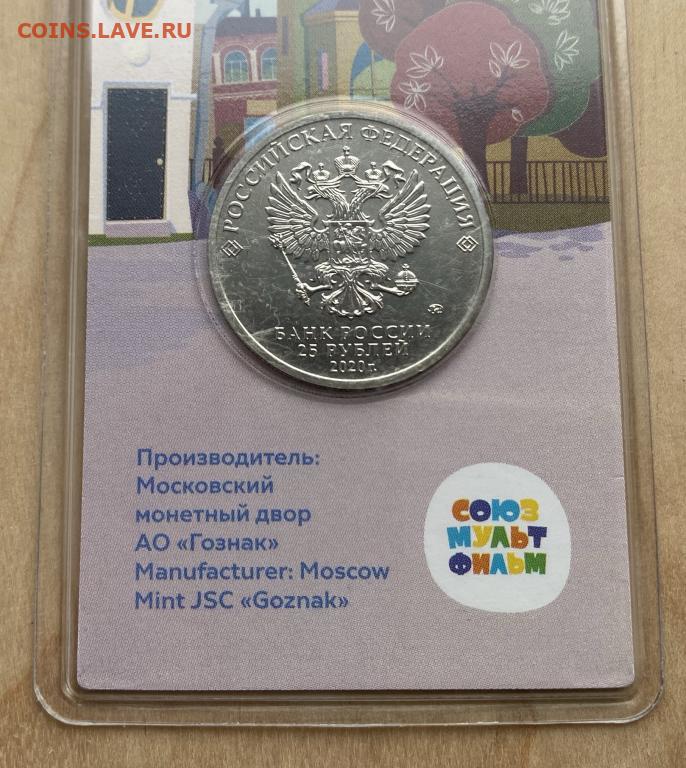 COINS.LAVE.RU
РОССИЙСКАЯ ФЕДЕРАЦИЯ
БАНК РОССИИ
25 РУБЛЕЙ
2020 г.
Производитель:
Московский
монетный двор
АО «Гознак»
Manufacturer: Moscow
Mint JSC «Goznak»
СОЮЗ
МУЛЬТ
ФИЛЬМ